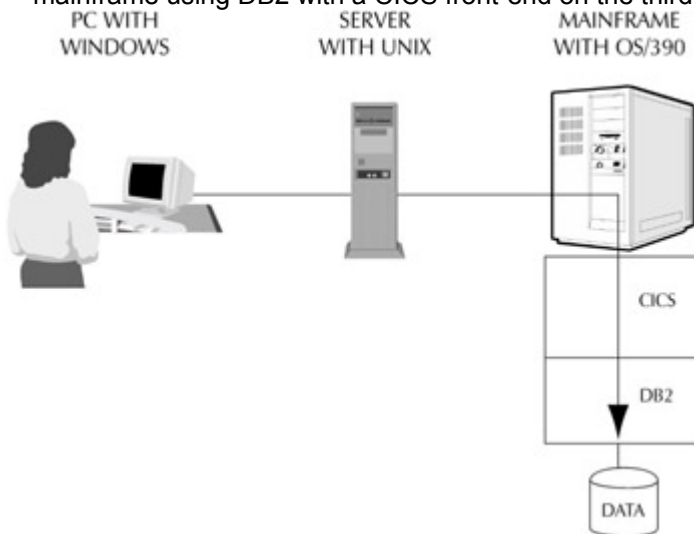 mainframe using DB2 with a CICS front-end on the third
PC WITH
WINDOWS
SERVER
WITH UNIX
MAINFRAME
WITH OS/390
CICS
DB2
DATA